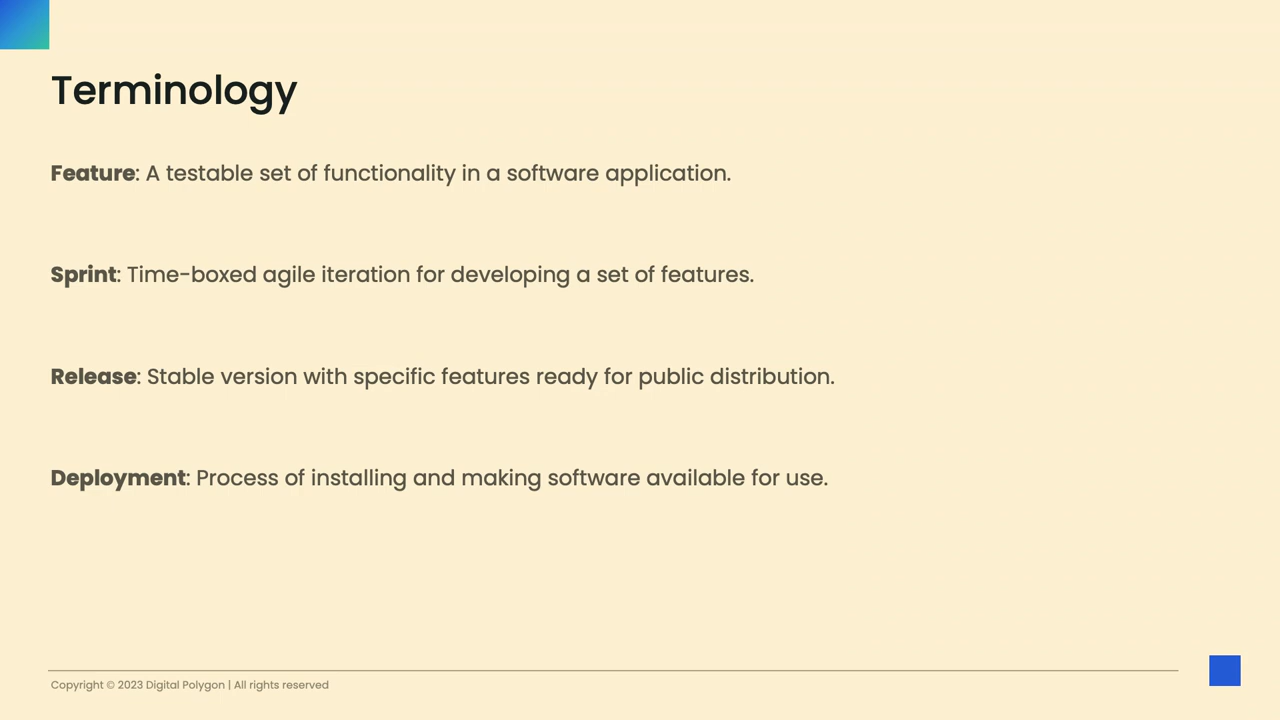 Terminology
Feature: A testable set of functionality in a software application.
Sprint: Time-boxed agile iteration for developing a set of features.
Release: Stable version with specific features ready for public distribution.
Deployment: Process of installing and making software available for use.
Copyright © 2023 Digital Polygon | All rights reserved